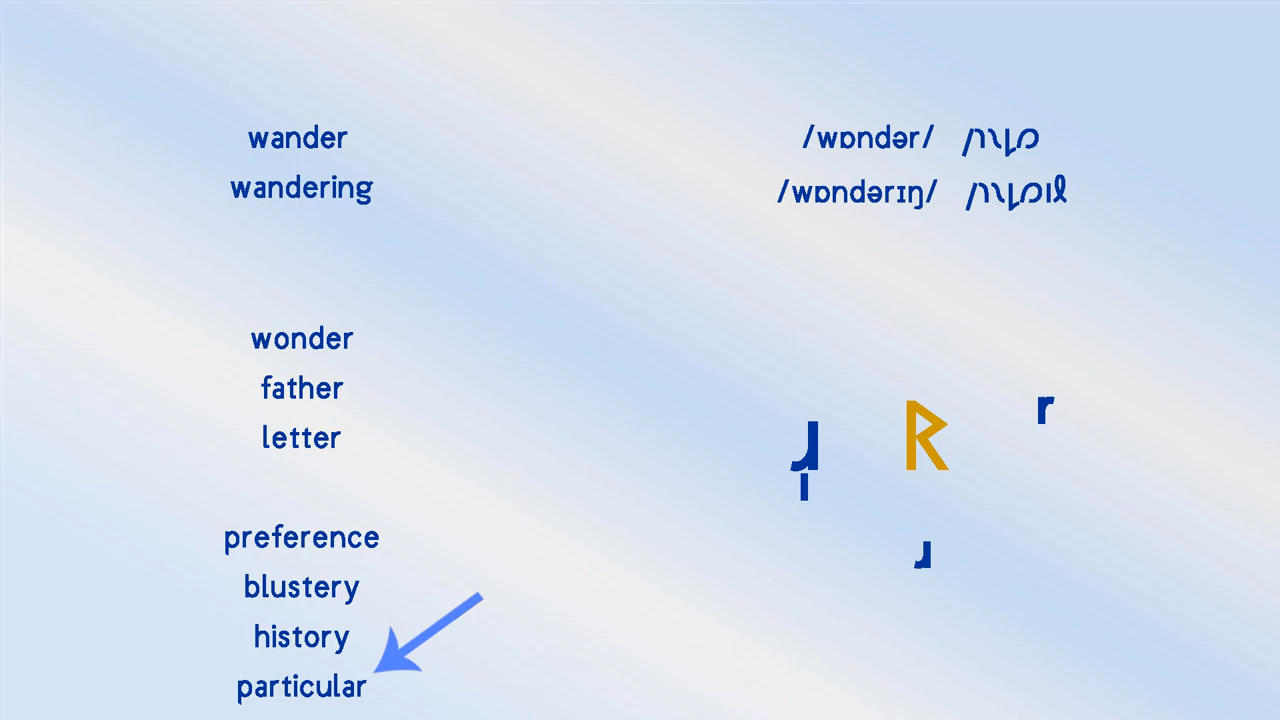 wander /wɒndər/
wandering /wɒndərɪŋ/
wonder
father
letter
R
r
ɹ̩
ɹ
preference
blustery
history
particular